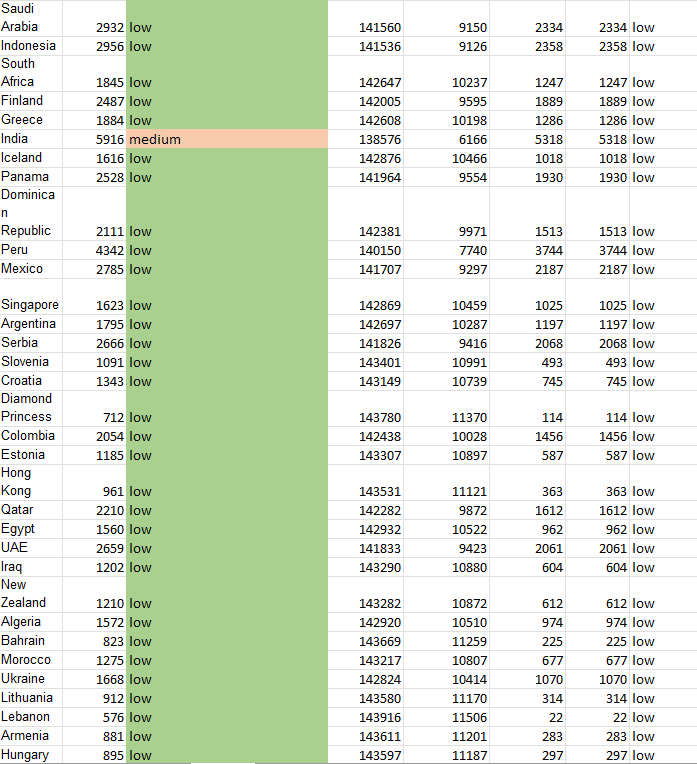 Saudi
Arabia 2932 low 141560 9150 2334 2334 low
Indonesia 2956 low 141536 9126 2358 2358 low
South
Africa 1845 low 142647 10237 1247 1247 low
Finland 2487 low 142005 9595 1889 1889 low
Greece 1884 low 142608 10198 1286 1286 low
India 5916 medium 138576 6166 5318 5318 low
Iceland 1616 low 142876 10466 1018 1018 low
Panama 2528 low 141964 9554 1930 1930 low
Dominica
n
Republic 2111 low 142381 9971 1513 1513 low
Peru 4342 low 140150 7740 3744 3744 low
Mexico 2785 low 141707 9297 2187 2187 low
Singapore 1623 low 142869 10459 1025 1025 low
Argentina 1795 low 142697 10287 1197 1197 low
Serbia 2666 low 141826 9416 2068 2068 low
Slovenia 1091 low 143401 10991 493 493 low
Croatia 1343 low 143149 10739 745 745 low
Diamond
Princess 712 low 143780 11370 114 114 low
Colombia 2054 low 142438 10028 1456 1456 low
Estonia 1185 low 143307 10897 587 587 low
Hong
Kong 961 low 143531 11121 363 363 low
Qatar 2210 low 142282 9872 1612 1612 low
Egypt 1560 low 142932 10522 962 962 low
UAE 2659 low 141833 9423 2061 2061 low
Iraq 1202 low 143290 10880 604 604 low
New
Zealand 1210 low 143282 10872 612 612 low
Algeria 1572 low 142920 10510 974 974 low
Bahrain 823 low 143669 11259 225 225 low
Morocco 1275 low 143217 10807 677 677 low
Ukraine 1668 low 142824 10414 1070 1070 low
Lithuania 912 low 143580 11170 314 314 low
Lebanon 576 low 143916 11506 22 22 low
Armenia 881 low 143611 11201 283 283 low
Hungary 895 low 143597 11187 297 297 low